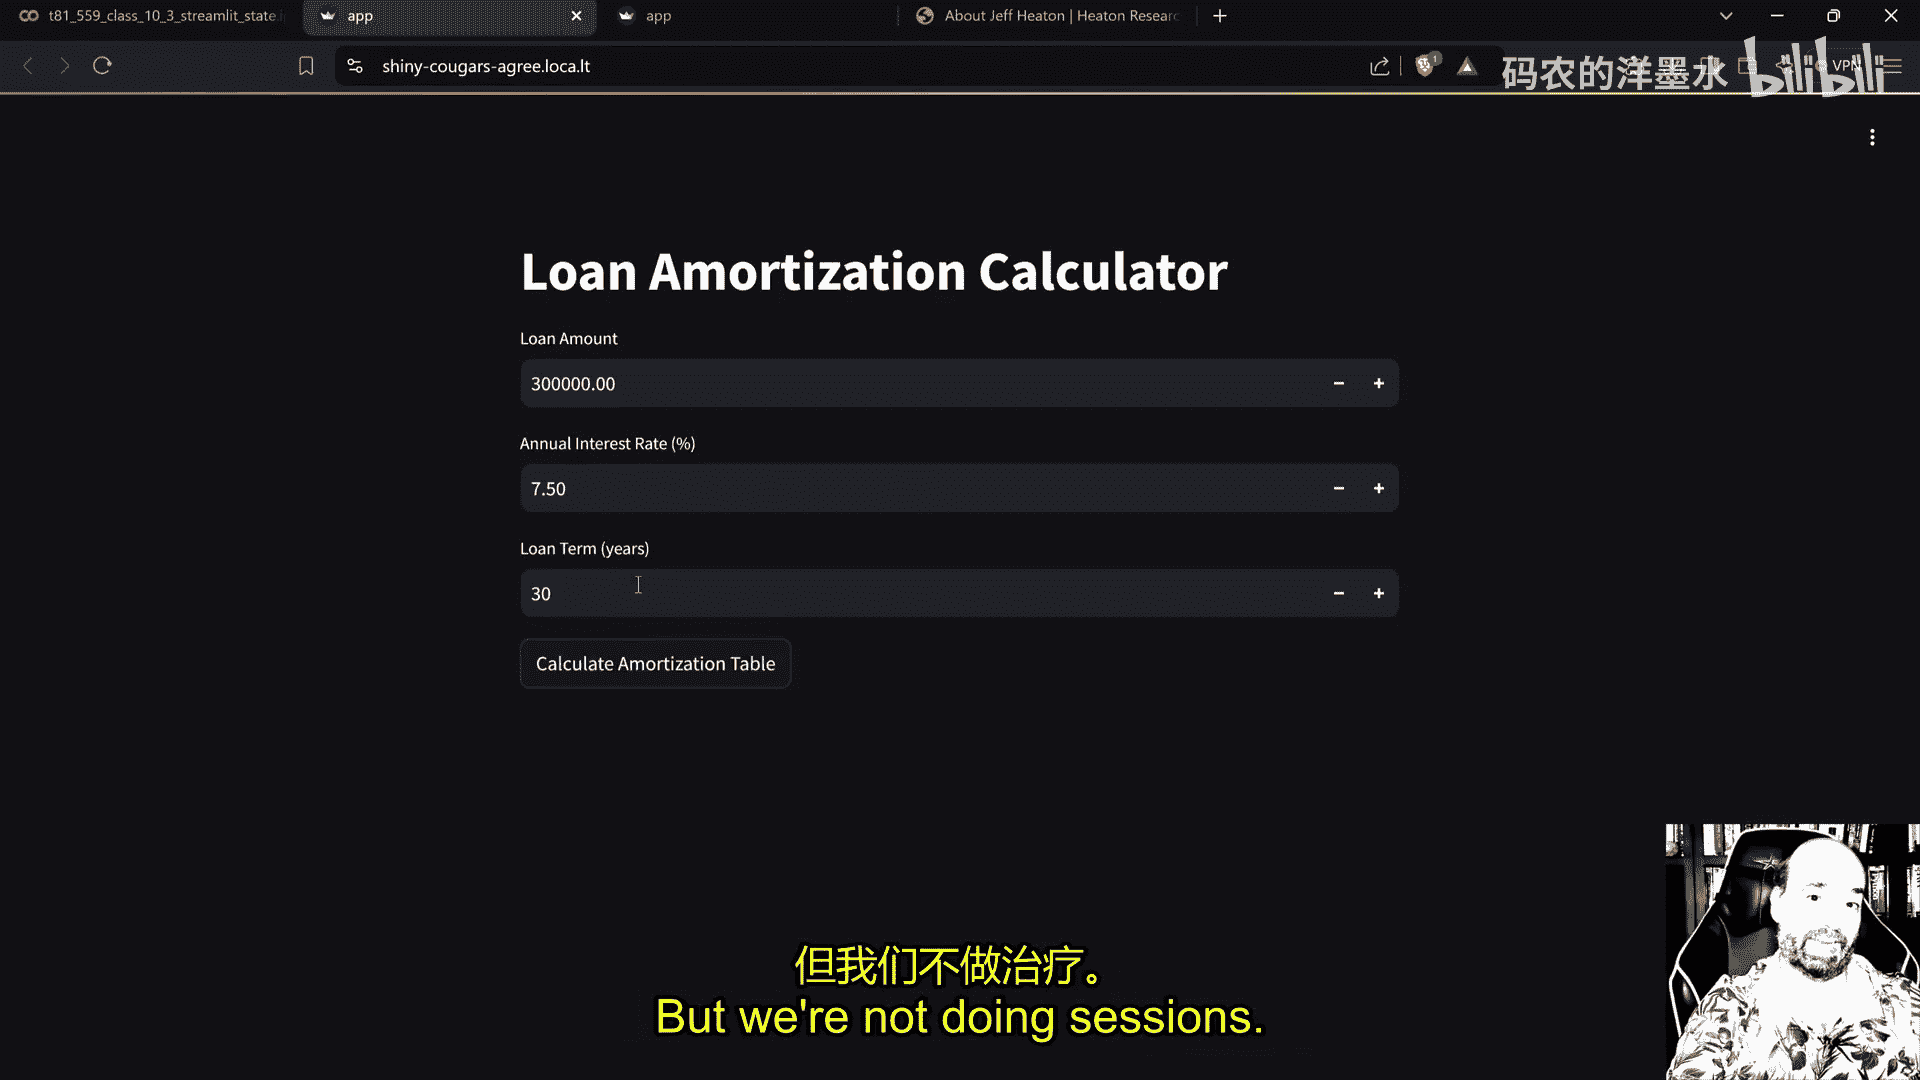 t81_559_class_10_3_streamlit_state
app
app
About Jeff Heaton | Heaton Researc
shiny-cougars-agree.loca.lt
1
VPN
码农的洋墨水 bilibili
Loan Amortization Calculator
Loan Amount
300000.00
Annual Interest Rate (%)
7.50
Loan Term (years)
30
Calculate Amortization Table
但我们不做治疗。
But we're not doing sessions.